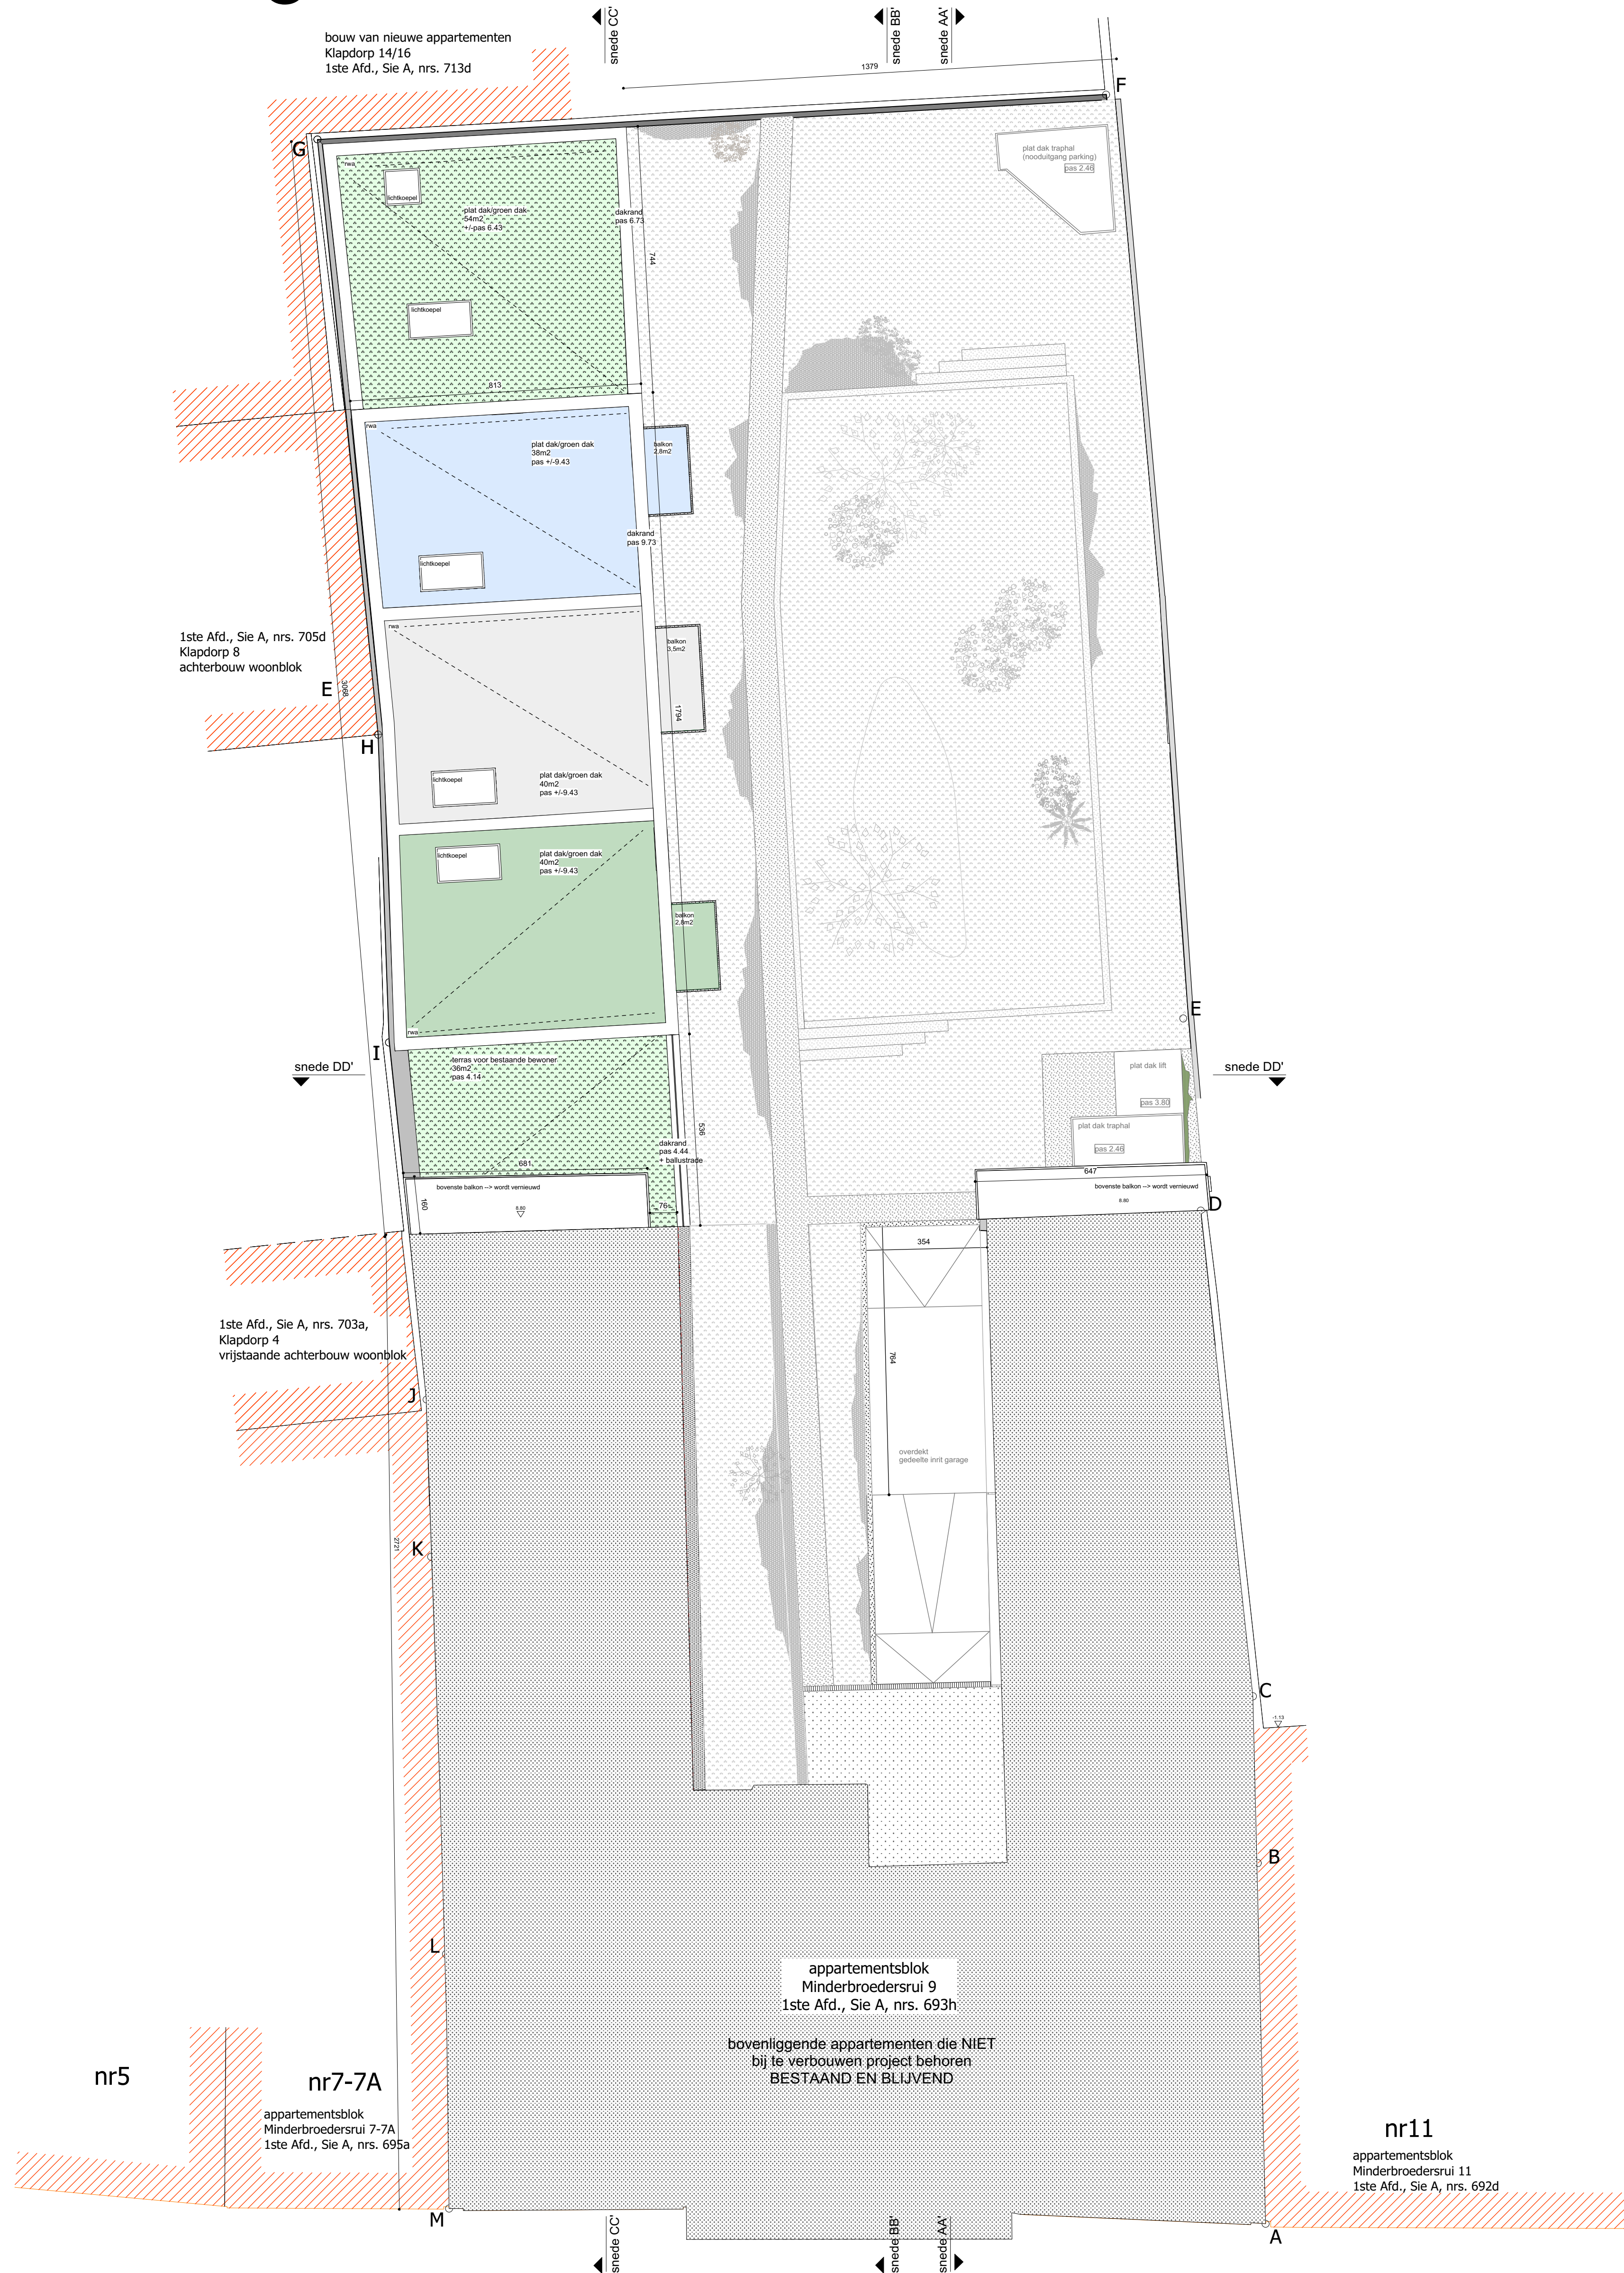 snede CC'
snede BB'
snede AA'
bouw van nieuwe appartementen
Klapdorp 14/16
1ste Afd., Sie A, nrs. 713d
1379
F
G
plat dak traphal
(nooduitgang parking)
pas 2.46
rwa
lichtkoepel
plat dak/groen dak
54m2
+/-pas 6.43
dakrand
pas 6.73
744
lichtkoepel
813
rwa
plat dak/groen dak
38m2
pas +/-9.43
balkon
2,8m2
dakrand
pas 9.73
lichtkoepel
1ste Afd., Sie A, nrs. 705d
Klapdorp 8
achterbouw woonblok
E
3068
H
rwa
balkon
3,5m2
1794
lichtkoepel
plat dak/groen dak
40m2
pas +/-9.43
lichtkoepel
plat dak/groen dak
40m2
pas +/-9.43
balkon
2,8m2
rwa
E
I
snede DD'
snede DD'
terras voor bestaande bewoner
36m2
pas 4.14
plat dak lift
pas 3.80
plat dak traphal
pas 2.46
536
dakrand
pas 4.44
+ ballustrade
681
647
bovenste balkon --> wordt vernieuwd
8.80
160
76
bovenste balkon --> wordt vernieuwd
8.80
D
354
764
1ste Afd., Sie A, nrs. 703a,
Klapdorp 4
vrijstaande achterbouw woonblok
J
overdekt
gedeelte inrit garage
2721
K
C
-1.13
B
L
appartementsblok
Minderbroedersrui 9
1ste Afd., Sie A, nrs. 693h
bovenliggende appartementen die NIET
bij te verbouwen project behoren
BESTAAND EN BLIJVEND
nr5
nr7-7A
appartementsblok
Minderbroedersrui 7-7A
1ste Afd., Sie A, nrs. 695a
nr11
appartementsblok
Minderbroedersrui 11
1ste Afd., Sie A, nrs. 692d
M
A
snede CC'
snede BB'
snede AA'